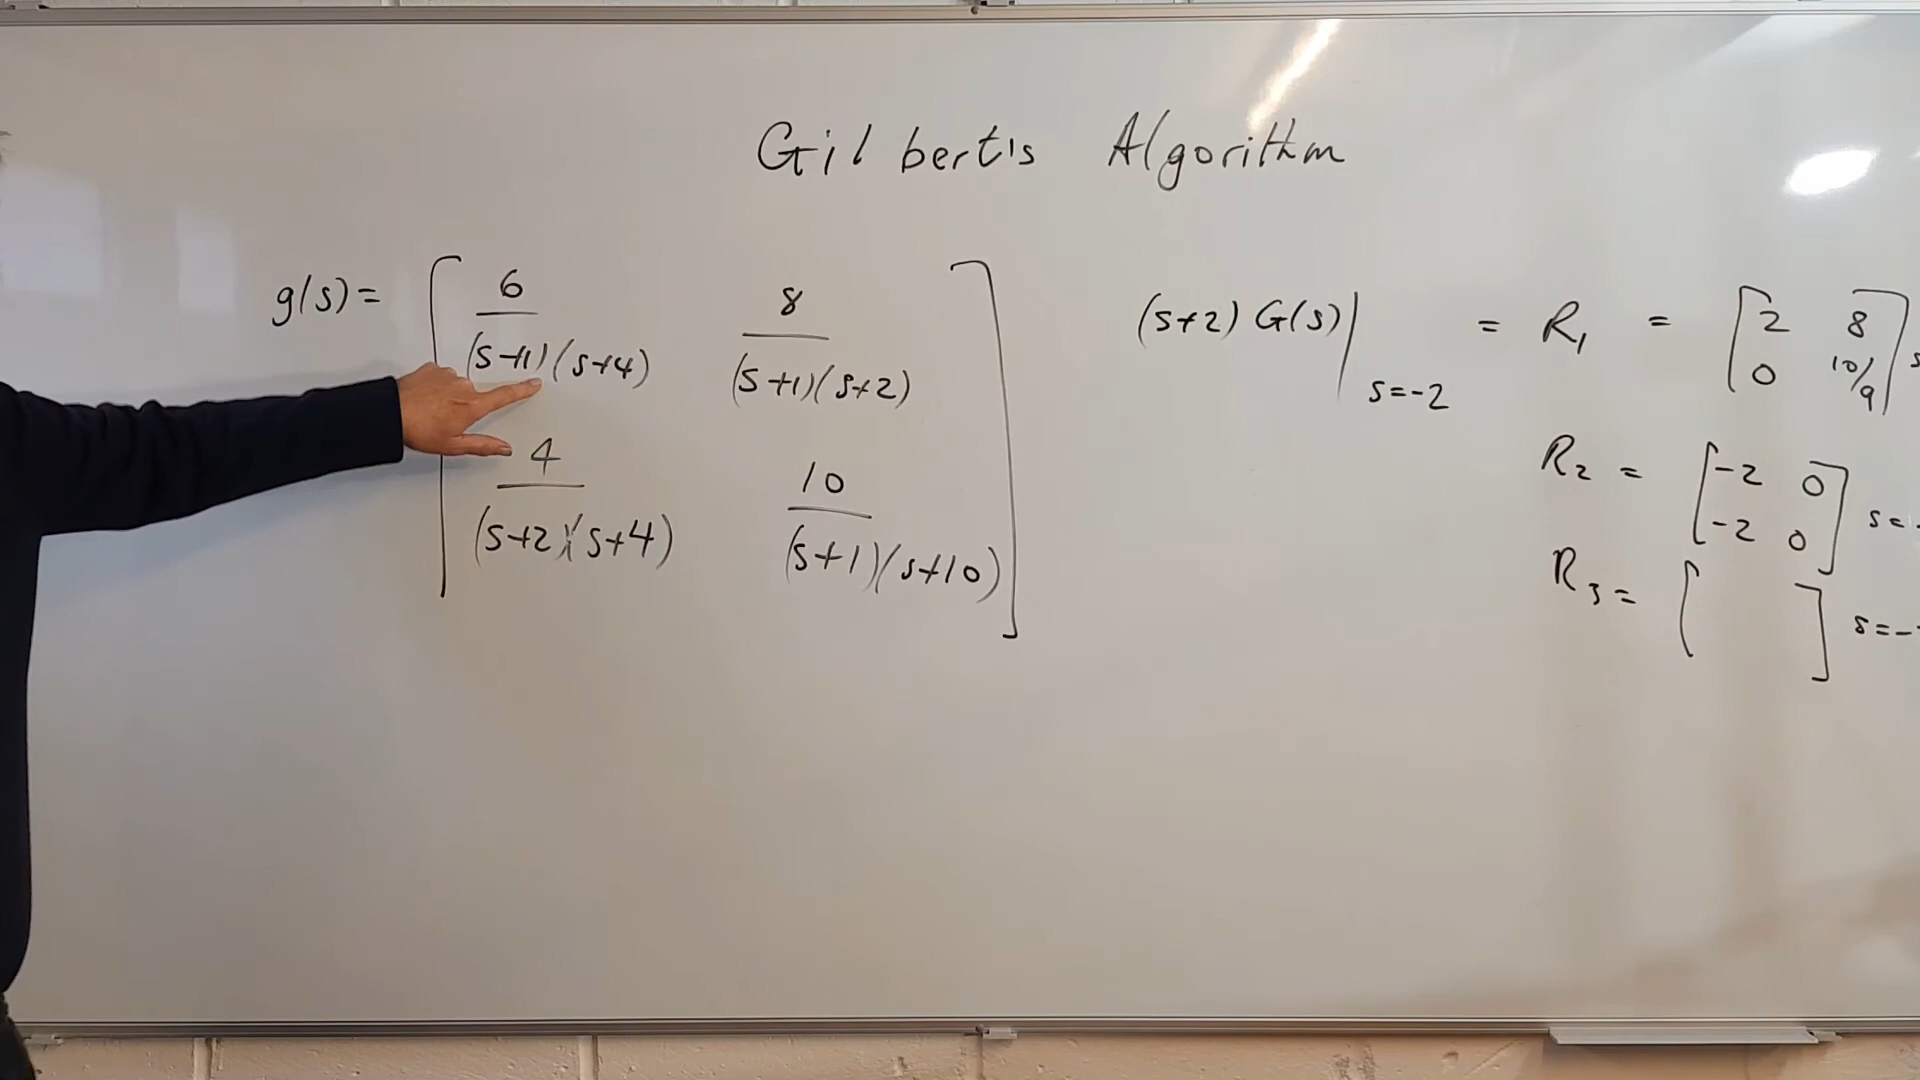 Gilbert's Algorithm
g(s) = [ 6/((s+1)(s+4)) 8/((s+1)(s+2))
4/((s+2)(s+4)) 10/((s+1)(s+10)) ]
(s+2) G(s)| s=-2 = R₁ = [ 2 8
0 10/9 ] s
R₂ = [ -2 0
-2 0 ] s=-
R₃ = [ ] s=-